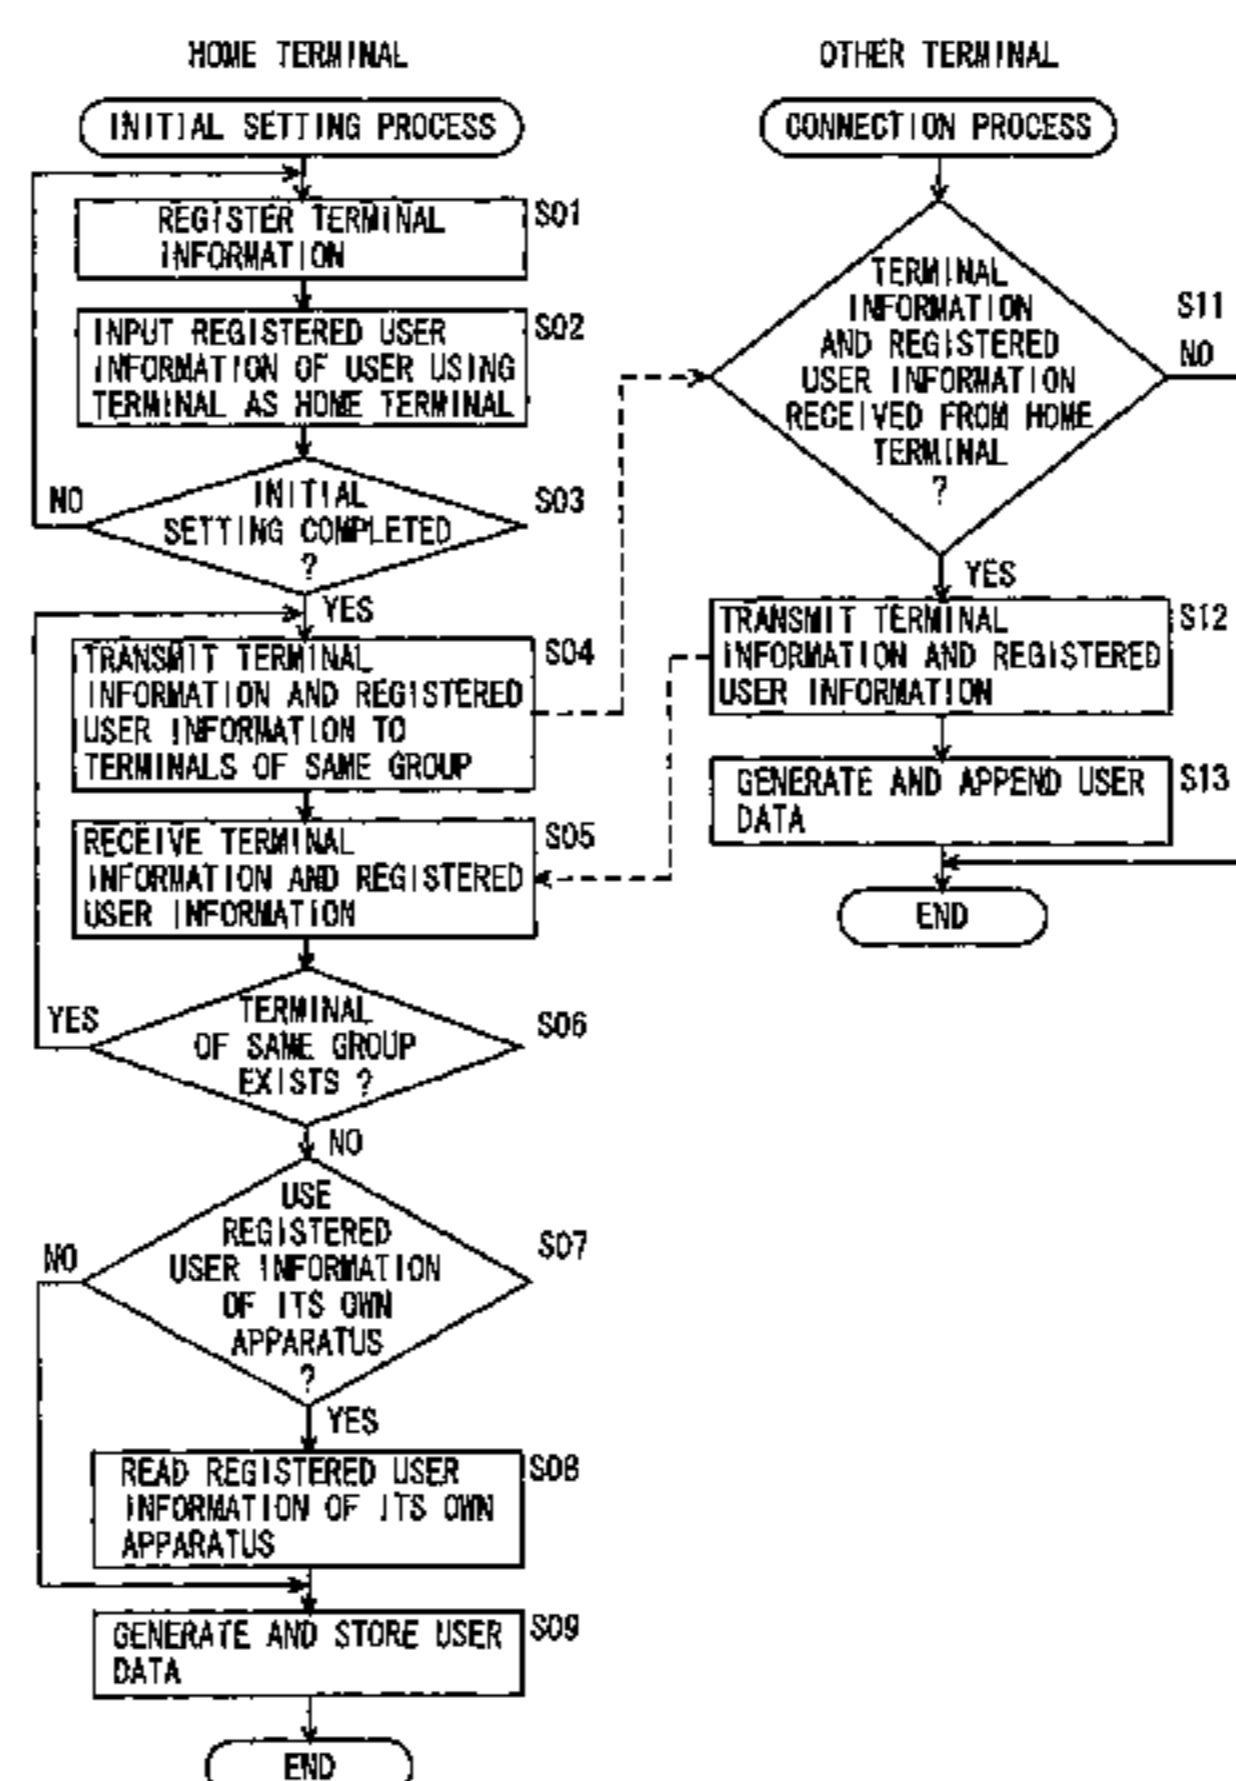 HOME TERMINAL
INITIAL SETTING PROCESS
REGISTER TERMINAL
INFORMATION
S01
INPUT REGISTERED USER
INFORMATION OF USER USING
TERMINAL AS HOME TERMINAL
S02
INITIAL
SETTING COMPLETED
?
S03
NO
YES
TRANSMIT TERMINAL
INFORMATION AND REGISTERED
USER INFORMATION TO
TERMINALS OF SAME GROUP
S04
RECEIVE TERMINAL
INFORMATION AND REGISTERED
USER INFORMATION
S05
TERMINAL
OF SAME GROUP
EXISTS ?
S06
YES
NO
USE
REGISTERED
USER INFORMATION
OF ITS OWN
APPARATUS
?
S07
NO
YES
READ REGISTERED USER
INFORMATION OF ITS OWN
APPARATUS
S08
GENERATE AND STORE USER
DATA
S09
END
OTHER TERMINAL
CONNECTION PROCESS
TERMINAL
INFORMATION
AND REGISTERED
USER INFORMATION
RECEIVED FROM HOME
TERMINAL
?
S11
NO
YES
TRANSMIT TERMINAL
INFORMATION AND REGISTERED
USER INFORMATION
S12
GENERATE AND APPEND USER
DATA
S13
END